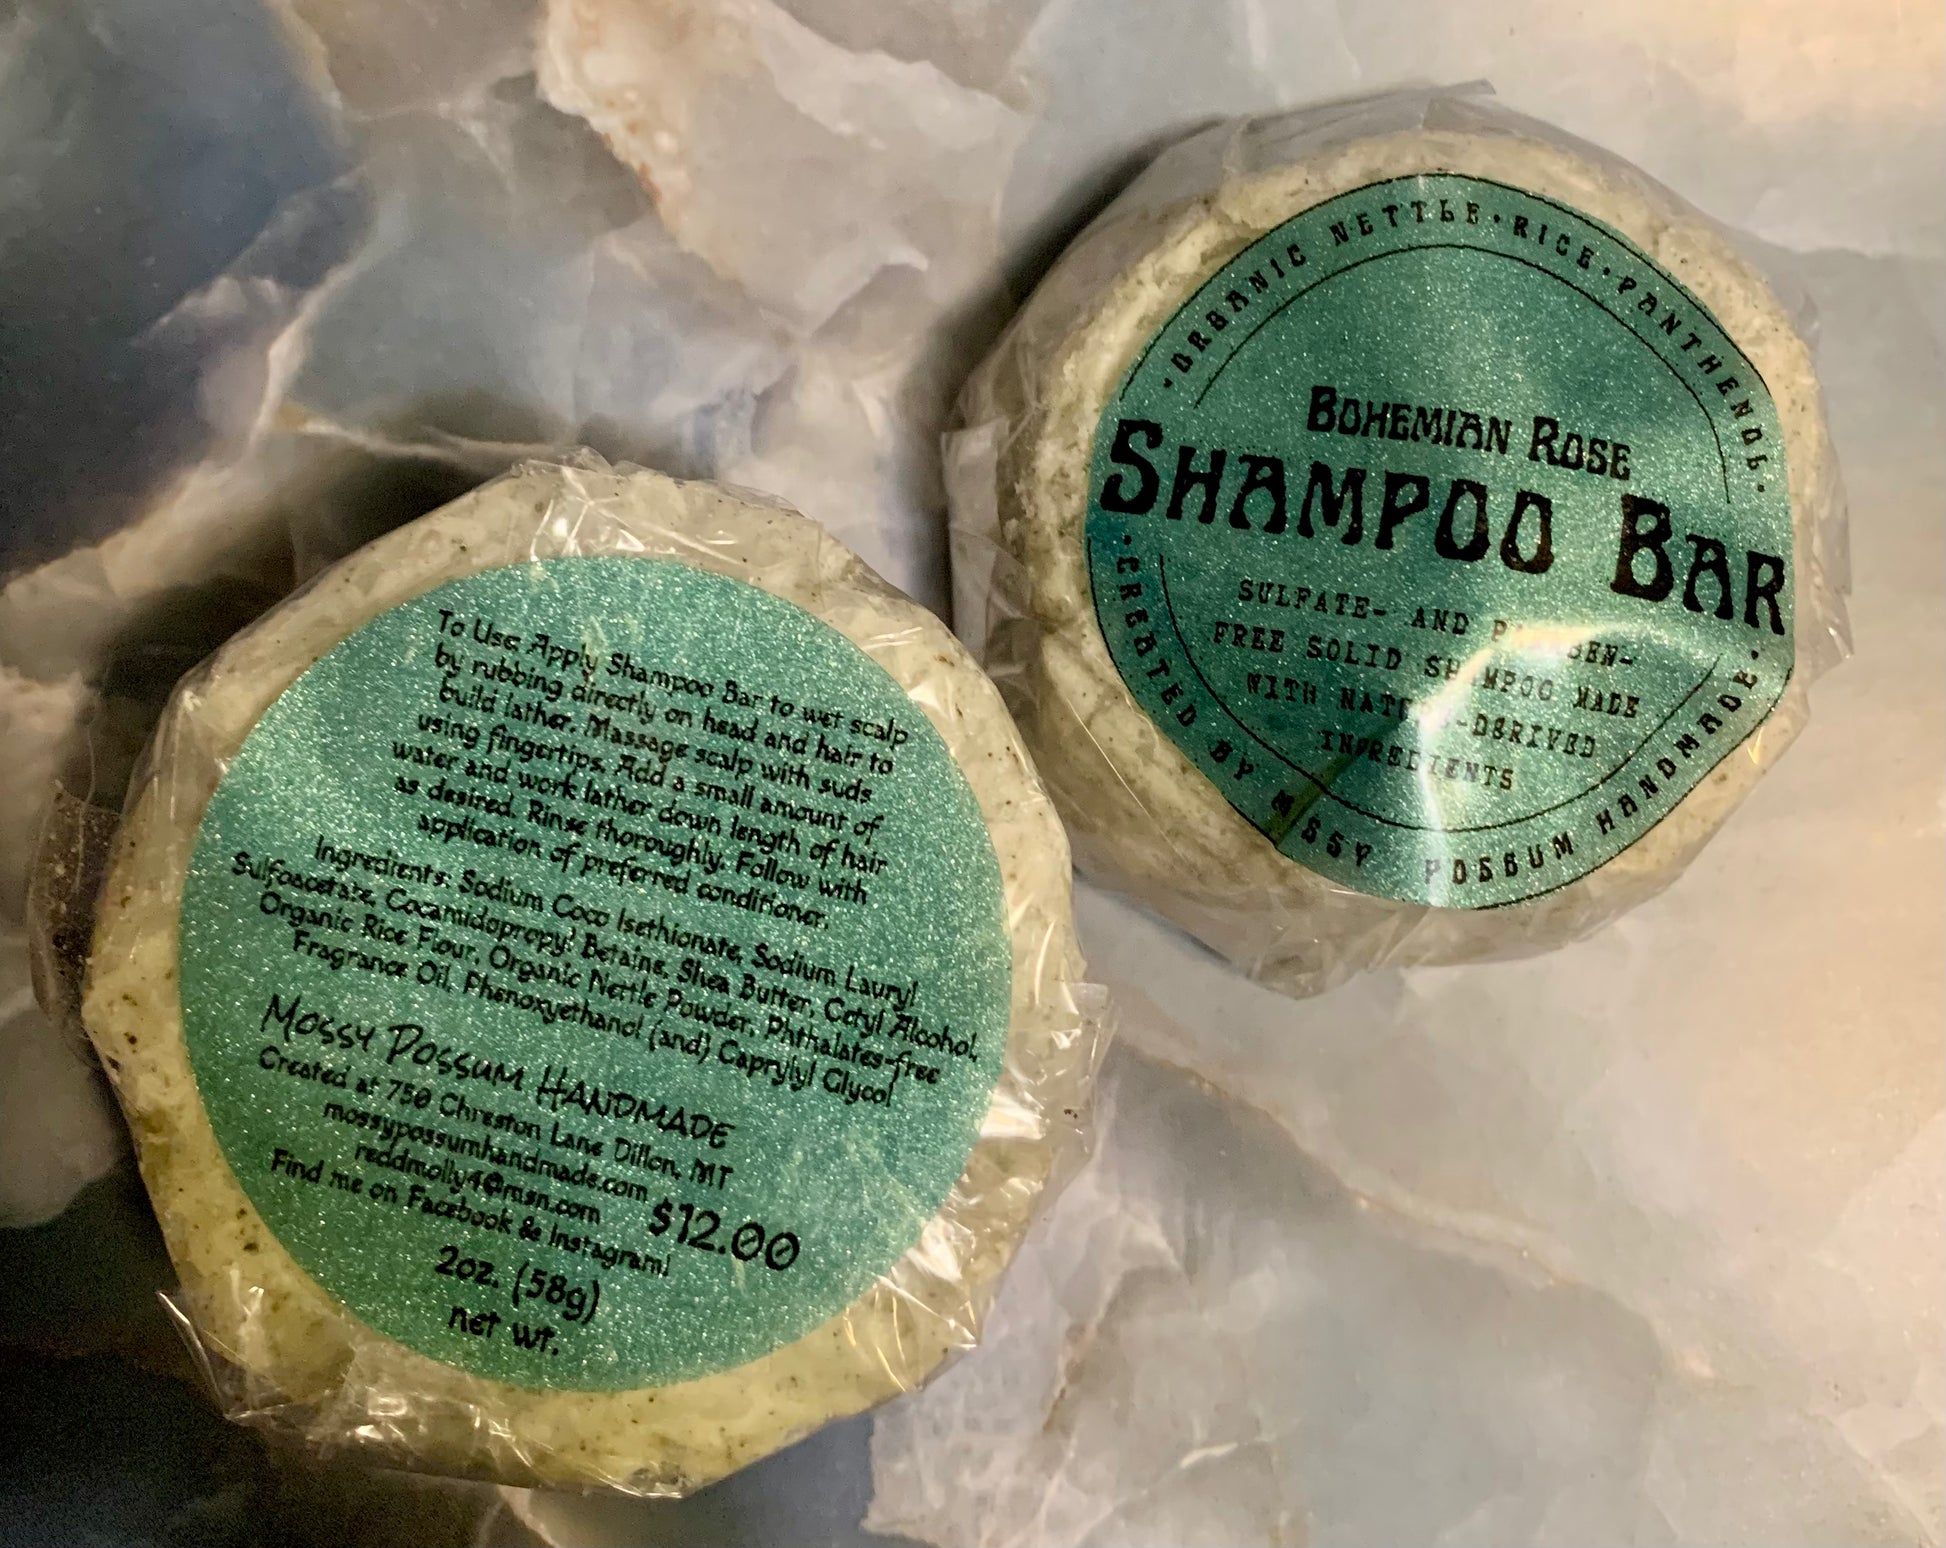 To Use: Apply Shampoo Bar to wet scalp
by rubbing directly on head and hair to
build lather. Massage scalp with suds
using fingertips. Add a small amount of
water and work lather down length of hair
as desired. Rinse thoroughly. Follow with
application of preferred conditioner.
Ingredients: Sodium Coco Isethionate, Sodium Lauryl
Sulfoacetate, Cocamidopropyl Betaine, Shea Butter, Cetyl Alcohol,
Organic Rice Flour, Organic Nettle Powder, Phthalates-free
Fragrance Oil, Phenoxyethanol (and) Caprylyl Glycol
MOSSY POSSUM HANDMADE
Created at 750 Chreston Lane Dillon, MT
mossypossumhandmade.com
reddmolly4@msn.com
Find me on Facebook & Instagram!
$12.00
2oz. (58g)
net wt.
•ORGANIC NETTLE•RICE•PANTHENOL•
BOHEMIAN ROSE
SHAMPOO BAR
SULFATE- AND
FREE SOLID SHAMPOO MADE
WITH -DERIVED
INGREDIENTS
•CREATED BY MOSSY POSSUM HANDMADE•